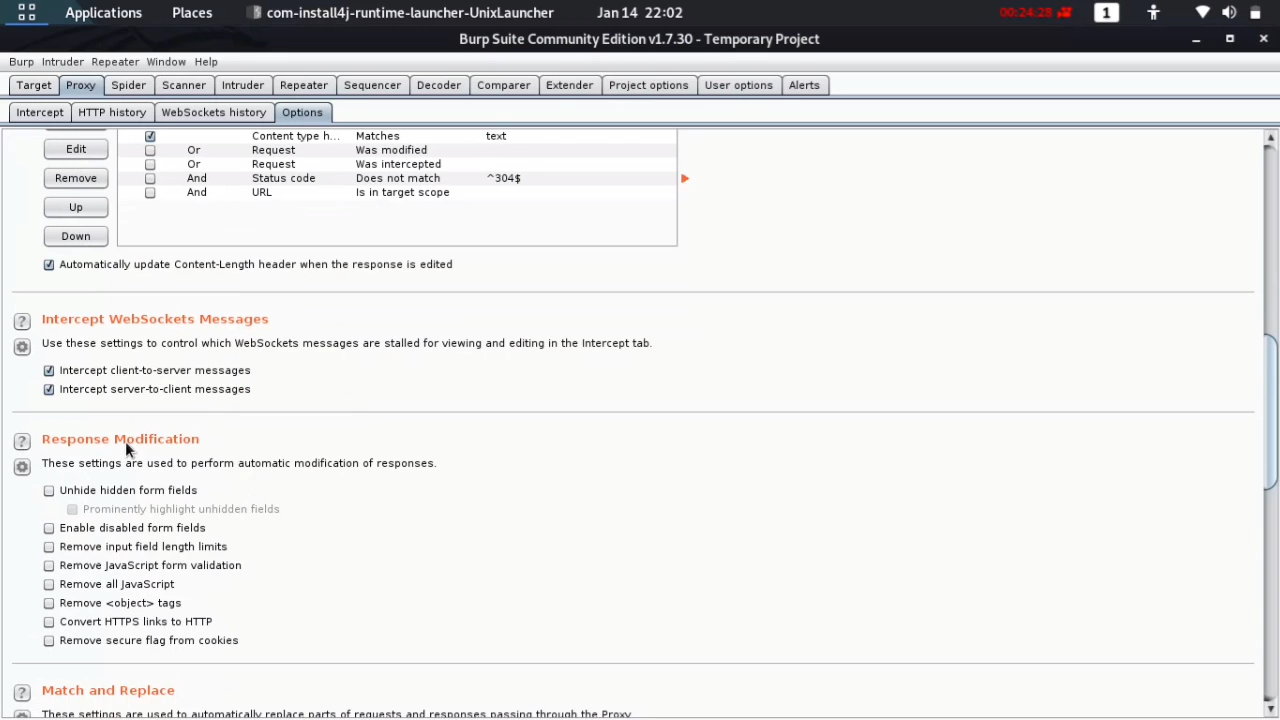 Applications Places com-install4j-runtime-launcher-UnixLauncher Jan 14 22:02 00:24:28 1
Burp Suite Community Edition v1.7.30 - Temporary Project
Burp Intruder Repeater Window Help
Target Proxy Spider Scanner Intruder Repeater Sequencer Decoder Comparer Extender Project options User options Alerts
Intercept HTTP history WebSockets history Options
Content type h... Matches text
Edit
Or Request Was modified
Or Request Was intercepted
Remove
And Status code Does not match ^304$
And URL Is in target scope
Up
Down
Automatically update Content-Length header when the response is edited
? Intercept WebSockets Messages
Use these settings to control which WebSockets messages are stalled for viewing and editing in the Intercept tab.
Intercept client-to-server messages
Intercept server-to-client messages
? Response Modification
These settings are used to perform automatic modification of responses.
Unhide hidden form fields
Prominently highlight unhidden fields
Enable disabled form fields
Remove input field length limits
Remove JavaScript form validation
Remove all JavaScript
Remove <object> tags
Convert HTTPS links to HTTP
Remove secure flag from cookies
? Match and Replace
These settings are used to automatically replace parts of requests and responses passing through the Proxy.